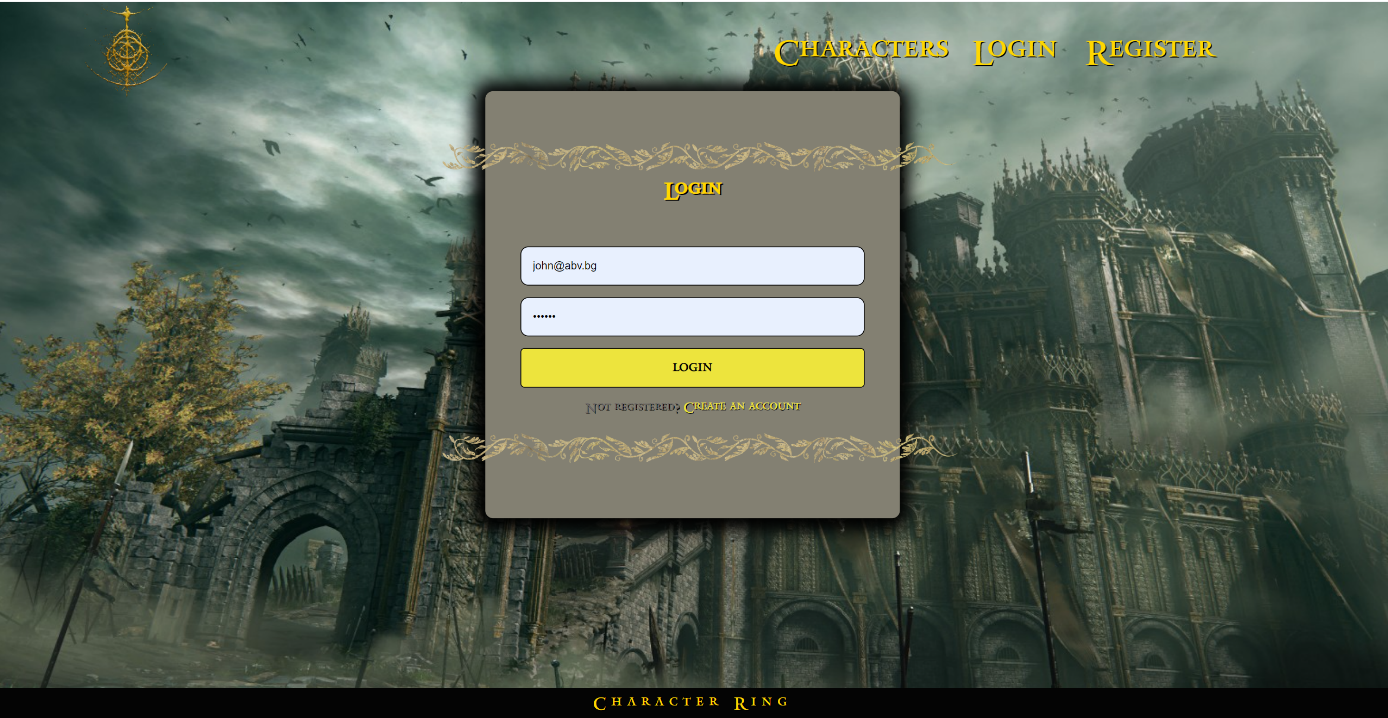 Characters Login Register
Login
john@abv.bg
••••••
LOGIN
Not registered? Create an account
Character Ring